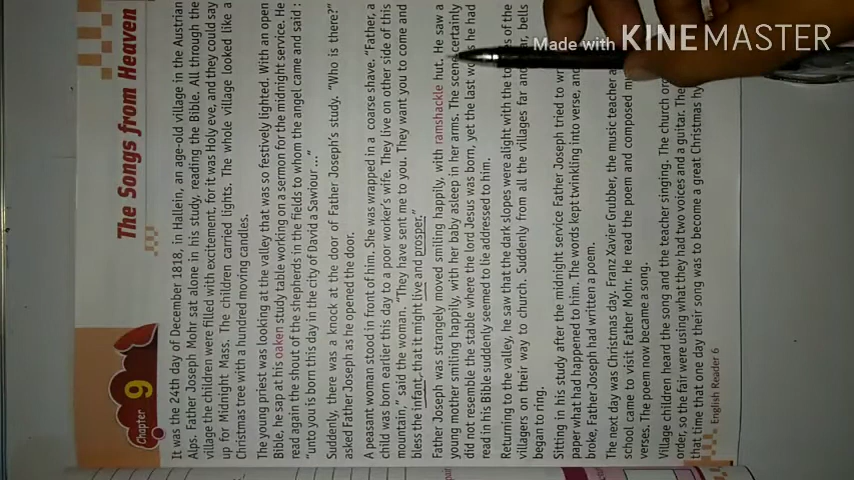 Made with KINEMASTER
Chapter 9
The Songs from Heaven
It was the 24th day of December 1818, in Hallein, an age-old village in the Austrian
Alps. Father Joseph Mohr sat alone in his study, reading the Bible. All through the
village the children were filled with excitement, for it was Holy eve, and they could say
up for Midnight Mass. The children carried lights. The whole village looked like a
Christmas tree with a hundred moving candles.
The young priest was looking at the valley that was so festively lighted. With an open
Bible, he sap at his oaken study table working on a sermon for the midnight service. He
read again the shout of the shepherds in the fields to whom the angel came and said :
"unto you is born this day in the city of David a Sawiour ..."
Suddenly, there was a knock at the door of Father Joseph's study. "Who is there?"
asked Father Joseph as he opened the door.
A peasant woman stood in front of him. She was wrapped in a coarse shave. "Father, a
child was born earlier this day to a poor worker's wife. They live on other side of this
mountain," said the woman. "They have sent me to you. They want you to come and
bless the infant, that it might live and prosper."
Father Joseph was strangely moved smiling happily, with ramshackle hut. He saw a
young mother smiling happily, with her baby asleep in her arms. The scene certainly
did not resemble the stable where the lord Jesus was born, yet the last he had
read in his Bible suddenly seemed to lie addressed to him.
Returning to the valley, he saw that the dark slopes were alight with the of the
villagers on their way to church. Suddenly from all the villages far and bells
began to ring.
Sitting in his study after the midnight service Father Joseph tried to
paper what had happened to him. The words kept twinkling into verse, and
broke, Father Joseph had written a poem.
The next day was Christmas day. Franz Xavier Grubber, the music teacher
school came to visit Father Mohr. He read the poem and composed
verses. The poem now became a song.
Village children heard the song and the teacher singing. The church
order, so the fair were using what they had two voices and a guitar.
that time that one day their song was to become a great Christmas
English Reader 6